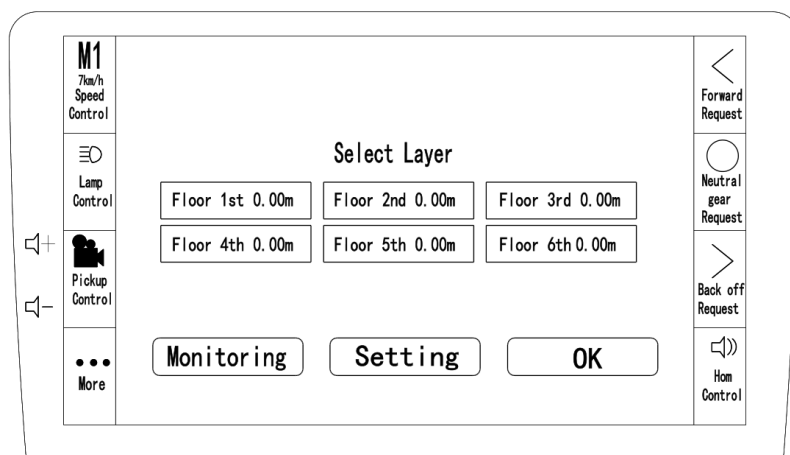 M1
7km/h
Speed
Control
Lamp
Control
Pickup
Control
More
Select Layer
Floor 1st 0.00m
Floor 2nd 0.00m
Floor 3rd 0.00m
Floor 4th 0.00m
Floor 5th 0.00m
Floor 6th 0.00m
Monitoring
Setting
OK
Forward
Request
Neutral
gear
Request
Back off
Request
Hom
Control